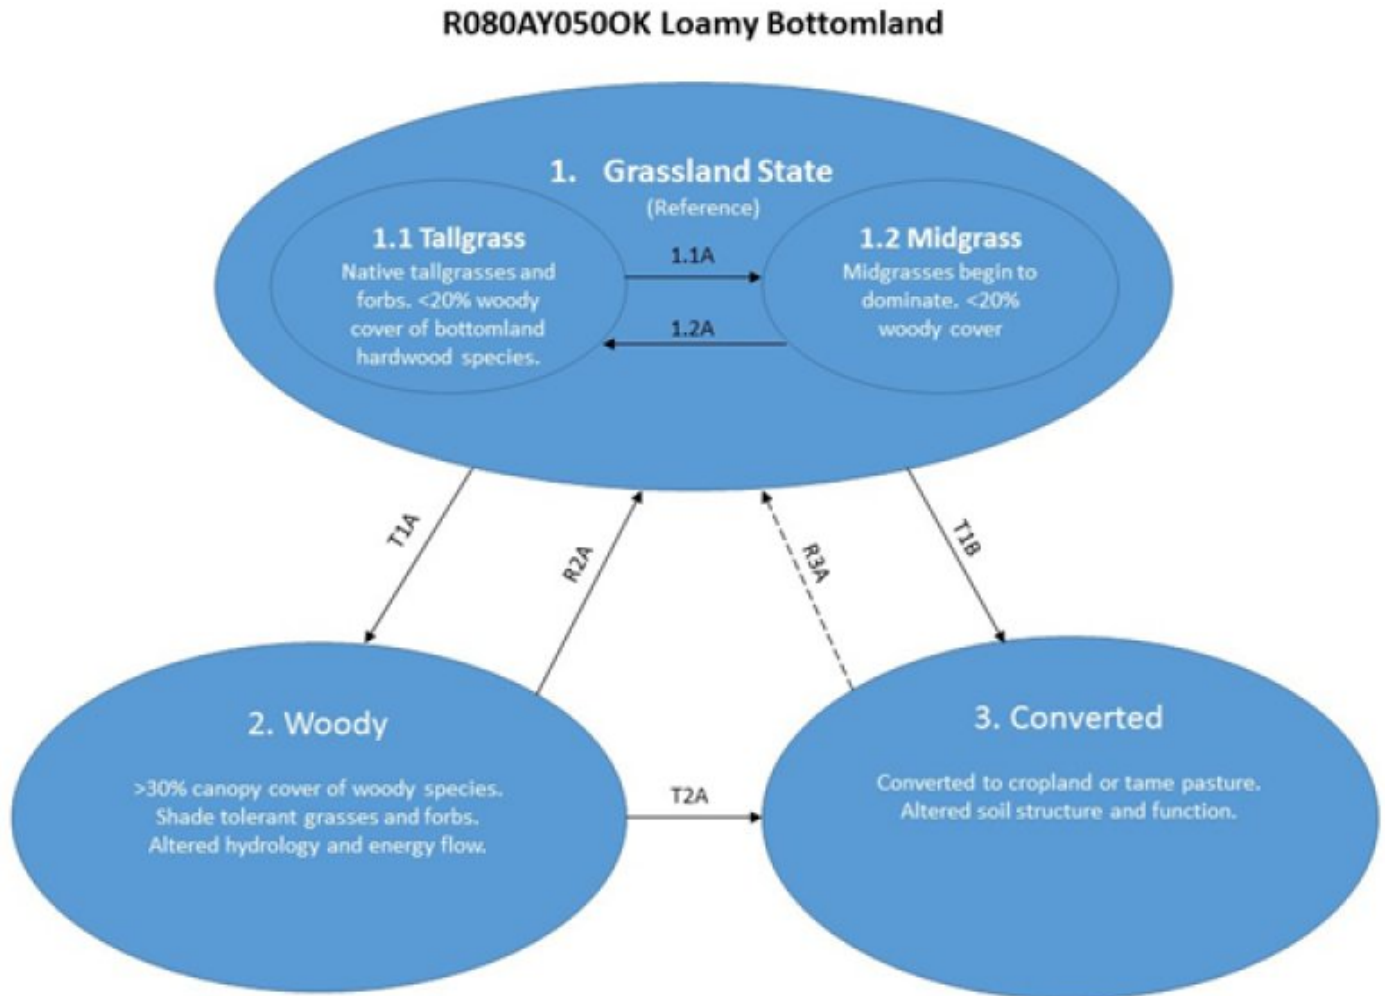 R080AY050OK Loamy Bottomland
1. Grassland State
(Reference)
1.1 Tallgrass
Native tallgrasses and
forbs. <20% woody
cover of bottomland
hardwood species.
1.1A
1.2A
1.2 Midgrass
Midgrasses begin to
dominate. <20%
woody cover
T1A
R2A
R3A
T1B
2. Woody
>30% canopy cover of woody species.
Shade tolerant grasses and forbs.
Altered hydrology and energy flow.
T2A
3. Converted
Converted to cropland or tame pasture.
Altered soil structure and function.